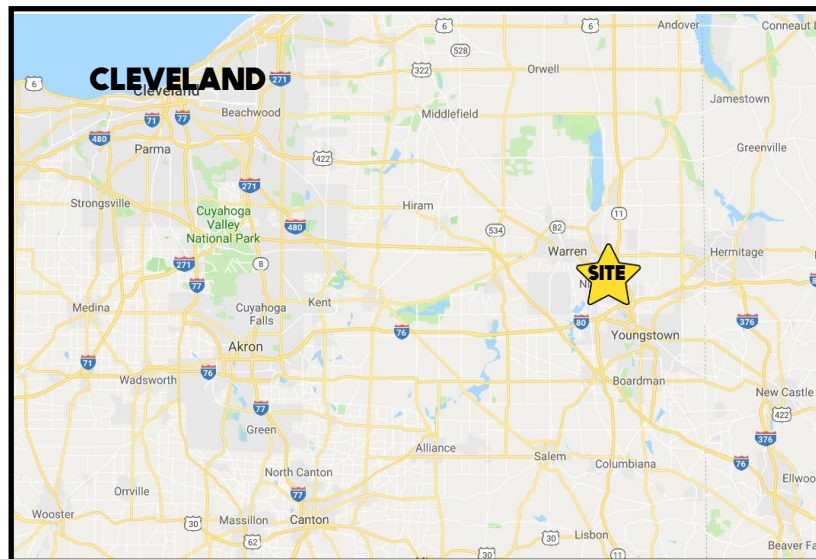 6
6
Andover
Conneaut L
528
CLEVELAND
Cleveland
6
271
322
Orwell
Jamestown
Beachwood
Middlefield
71
77
480
Parma
422
Greenville
271
Strongsville
Cuyahoga
Valley
National Park
Hiram
11
480
534
82
Warren
Hermitage
271
8
SITE
Ni
77
Medina
Cuyahoga
Falls
Kent
80
376
76
Youngstown
Akron
71
76
Wadsworth
Boardman
77
New Castle
422
Green
376
Alliance
Salem
Columbiana
76
North Canton
Ellwoo
77
Orrville
Wooster
30
Massillon
Canton
30
Lisbon
62
30
11
Beaver Fa